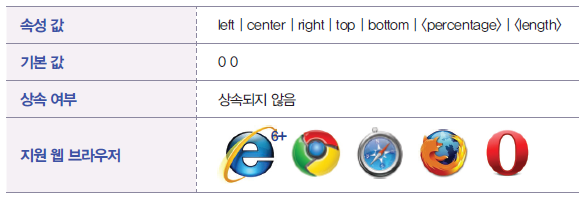 속성 값 left | center | right | top | bottom | 〈percentage〉 | 〈length〉
기본 값 0 0
상속 여부 상속되지 않음
지원 웹 브라우저 6+